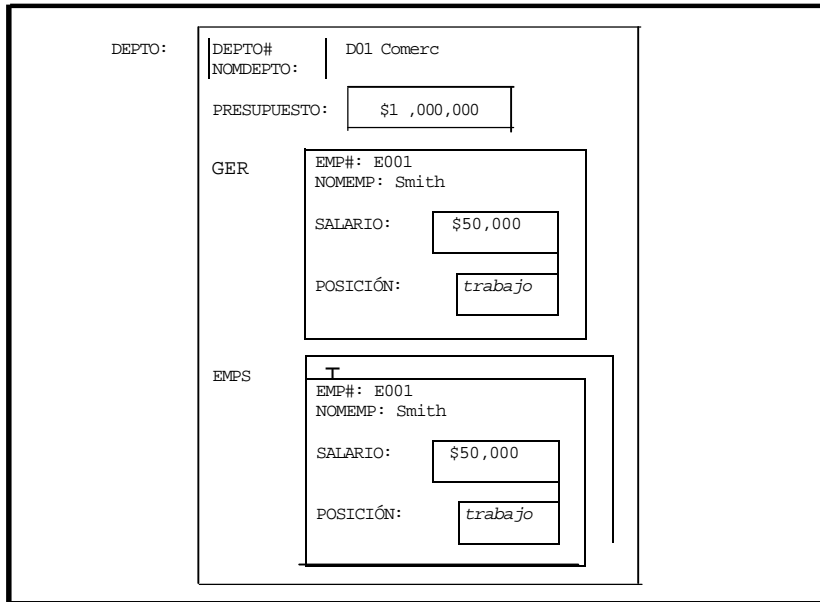 DEPTO: DEPTO# D01 Comerc
NOMDEPTO:
PRESUPUESTO: $1 ,000,000
GER
EMP#: E001
NOMEMP: Smith
SALARIO: $50,000
POSICIÓN: trabajo
EMPS
EMP#: E001
NOMEMP: Smith
SALARIO: $50,000
POSICIÓN: trabajo